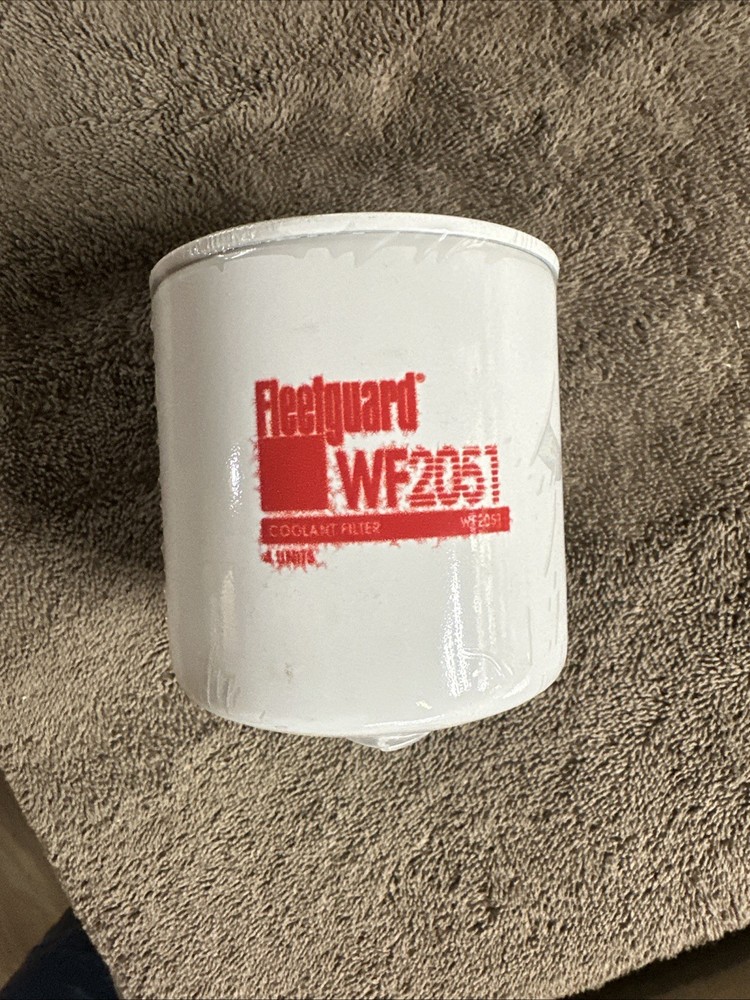 Fleetguard®
WF2051
COOLANT FILTER WF2051
4 UNITS